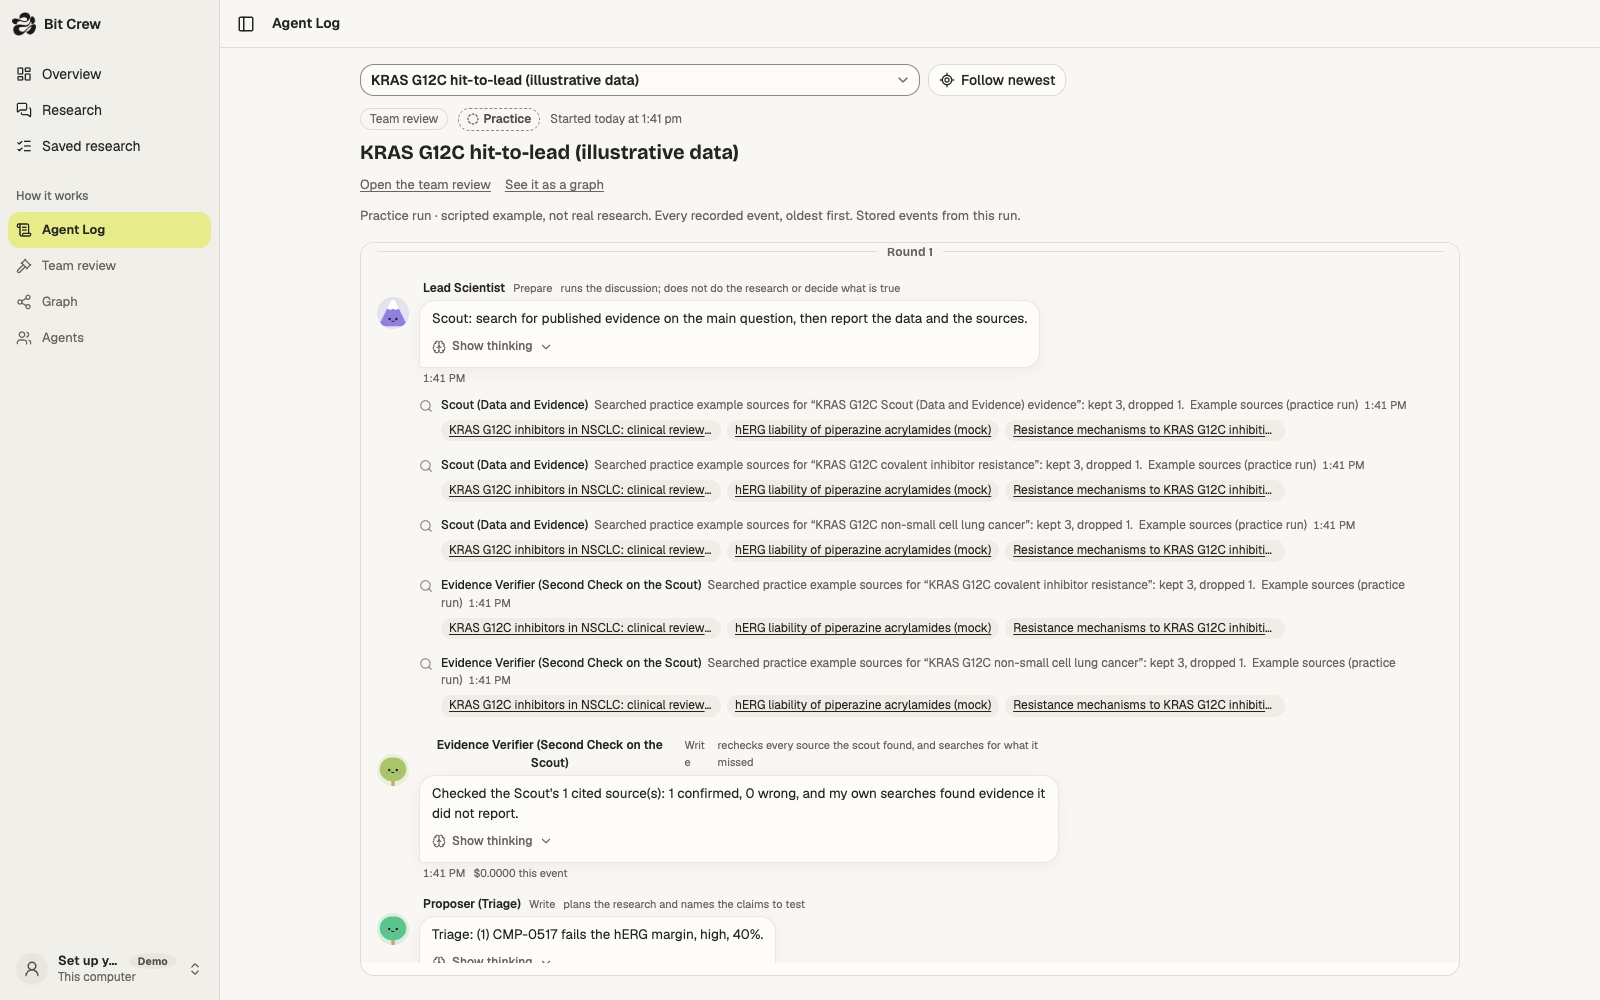 Bit Crew
Agent Log
Overview
Research
Saved research
How it works
Agent Log
Team review
Graph
Agents
Set up y...
Demo
This computer
KRAS G12C hit-to-lead (illustrative data)
Follow newest
Team review
Practice
Started today at 1:41 pm
KRAS G12C hit-to-lead (illustrative data)
Open the team review See it as a graph
Practice run · scripted example, not real research. Every recorded event, oldest first. Stored events from this run.
Round 1
Lead Scientist Prepare runs the discussion; does not do the research or decide what is true
Scout: search for published evidence on the main question, then report the data and the sources.
Show thinking
1:41 PM
Scout (Data and Evidence) Searched practice example sources for “KRAS G12C Scout (Data and Evidence) evidence”: kept 3, dropped 1. Example sources (practice run) 1:41 PM
KRAS G12C inhibitors in NSCLC: clinical review... hERG liability of piperazine acrylamides (mock) Resistance mechanisms to KRAS G12C inhibiti...
Scout (Data and Evidence) Searched practice example sources for “KRAS G12C covalent inhibitor resistance”: kept 3, dropped 1. Example sources (practice run) 1:41 PM
KRAS G12C inhibitors in NSCLC: clinical review... hERG liability of piperazine acrylamides (mock) Resistance mechanisms to KRAS G12C inhibiti...
Scout (Data and Evidence) Searched practice example sources for “KRAS G12C non-small cell lung cancer”: kept 3, dropped 1. Example sources (practice run) 1:41 PM
KRAS G12C inhibitors in NSCLC: clinical review... hERG liability of piperazine acrylamides (mock) Resistance mechanisms to KRAS G12C inhibiti...
Evidence Verifier (Second Check on the Scout) Searched practice example sources for “KRAS G12C covalent inhibitor resistance”: kept 3, dropped 1. Example sources (practice
run) 1:41 PM
KRAS G12C inhibitors in NSCLC: clinical review... hERG liability of piperazine acrylamides (mock) Resistance mechanisms to KRAS G12C inhibiti...
Evidence Verifier (Second Check on the Scout) Searched practice example sources for “KRAS G12C non-small cell lung cancer”: kept 3, dropped 1. Example sources (practice
run) 1:41 PM
KRAS G12C inhibitors in NSCLC: clinical review... hERG liability of piperazine acrylamides (mock) Resistance mechanisms to KRAS G12C inhibiti...
Evidence Verifier (Second Check on the Writ rechecks every source the scout found, and searches for what it
Scout) e missed
Checked the Scout's 1 cited source(s): 1 confirmed, 0 wrong, and my own searches found evidence it
did not report.
Show thinking
1:41 PM $0.0000 this event
Proposer (Triage) Write plans the research and names the claims to test
Triage: (1) CMP-0517 fails the hERG margin, high, 40%.
Show thinking